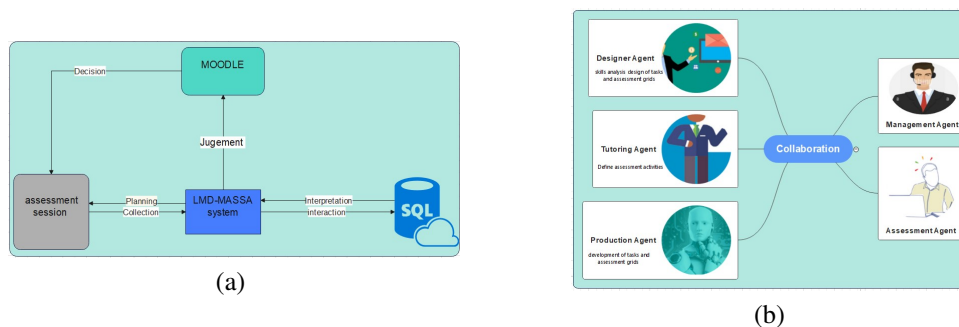 MOODLE
Decision
Jugement
assessment
session
Planning
Collection
LMD-MASSA
system
Interpretation
interaction
SQL
(a)
Designer Agent
skills analysis design of tasks
and assessment grids
Tutoring Agent
Define assessment activities
Production Agent
development of tasks and
assessment grids
Collaboration
Management Agent
Assessment Agent
(b)